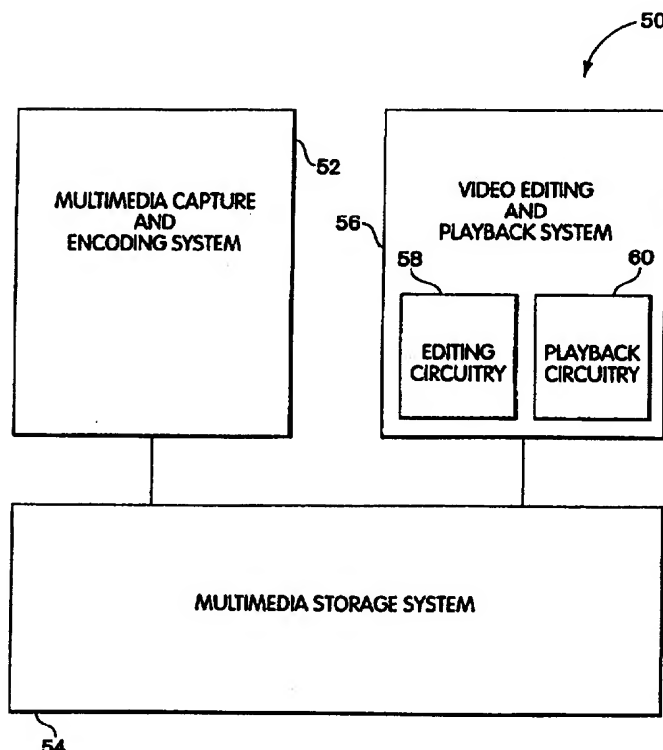 50
52
MULTIMEDIA CAPTURE
AND
ENCODING SYSTEM
VIDEO EDITING
AND
PLAYBACK SYSTEM
56
58
60
EDITING
CIRCUITRY
PLAYBACK
CIRCUITRY
MULTIMEDIA STORAGE SYSTEM
54